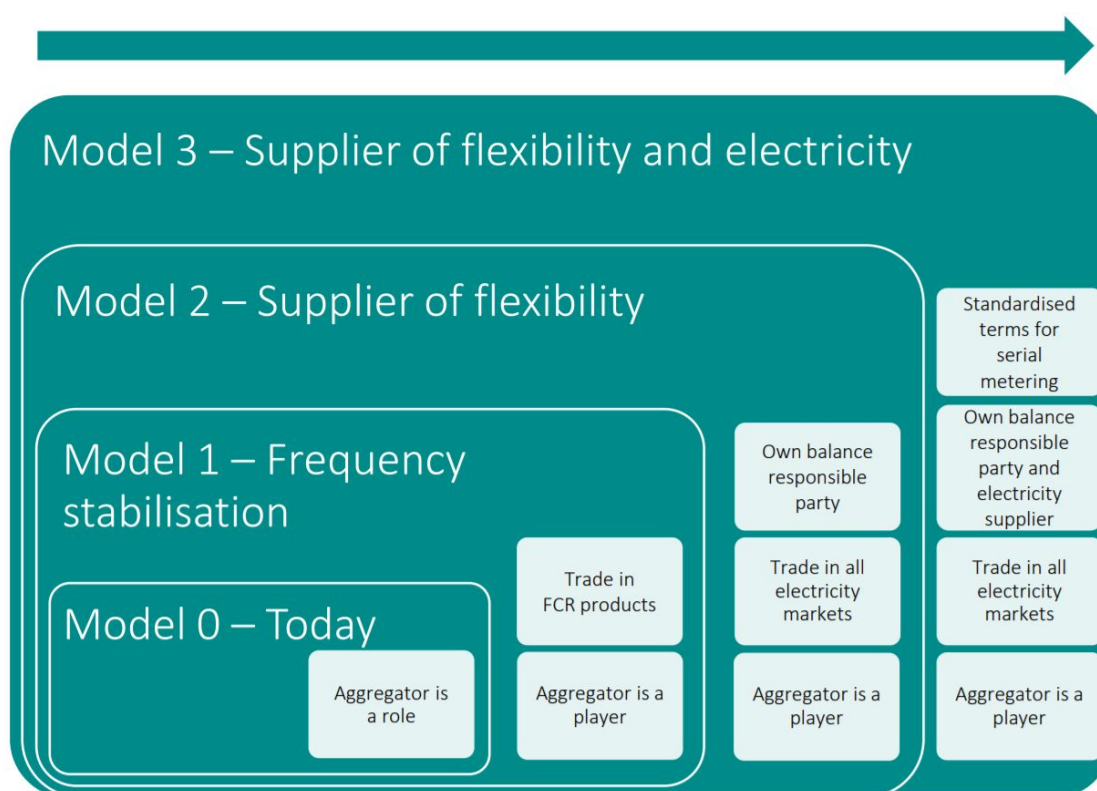 Model 3 – Supplier of flexibility and electricity
Model 2 – Supplier of flexibility
Standardised
terms for
serial
metering
Model 1 – Frequency
stabilisation
Own balance
responsible
party
Own balance
responsible
party and
electricity
supplier
Trade in
FCR products
Trade in all
electricity
markets
Trade in all
electricity
markets
Model 0 – Today
Aggregator is
a role
Aggregator is a
player
Aggregator is a
player
Aggregator is a
player